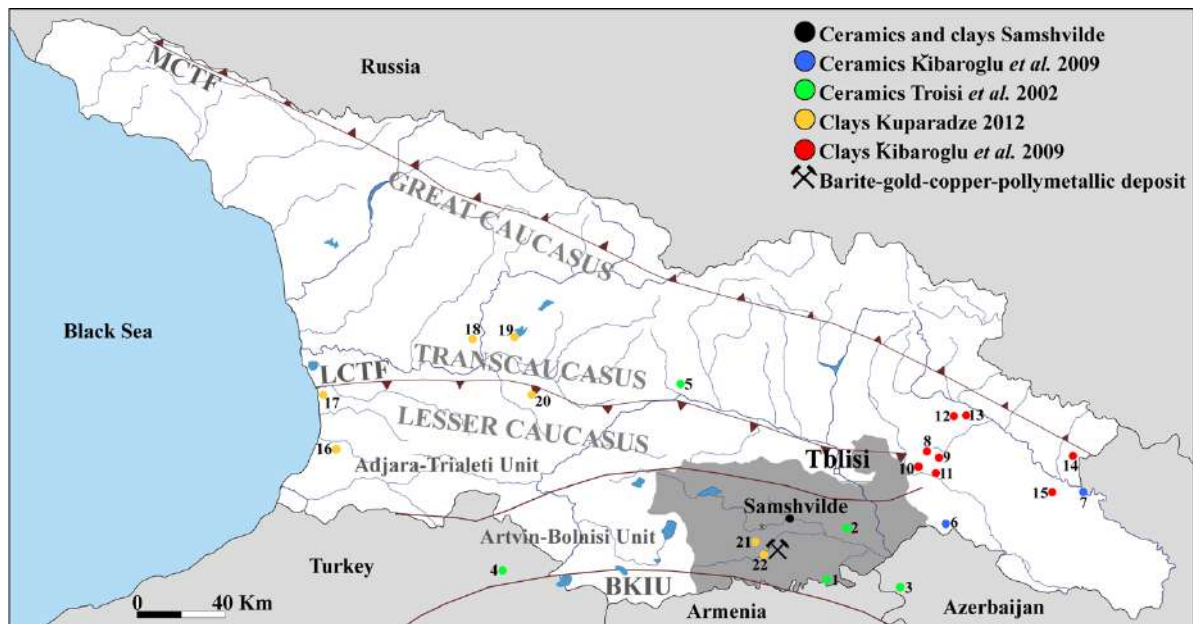 Russia
MCTF
Ceramics and clays Samshvilde
Ceramics Ǩibaroglu et al. 2009
Ceramics Troisi et al. 2002
Clays Kuparadze 2012
Clays Ǩibaroglu et al. 2009
Barite-gold-copper-pollymetallic deposit
GREAT CAUCASUS
Black Sea
18
19
TRANSCAUCASUS
LCTF
5
17
20
12
13
LESSER CAUCASUS
16
8
9
10
11
14
Adjara-Trialeti Unit
Tblisi
15
7
Samshvilde
2
6
Artvin-Bolnisi Unit
21
22
Turkey
4
BKIU
1
3
0
40 Km
Armenia
Azerbaijan